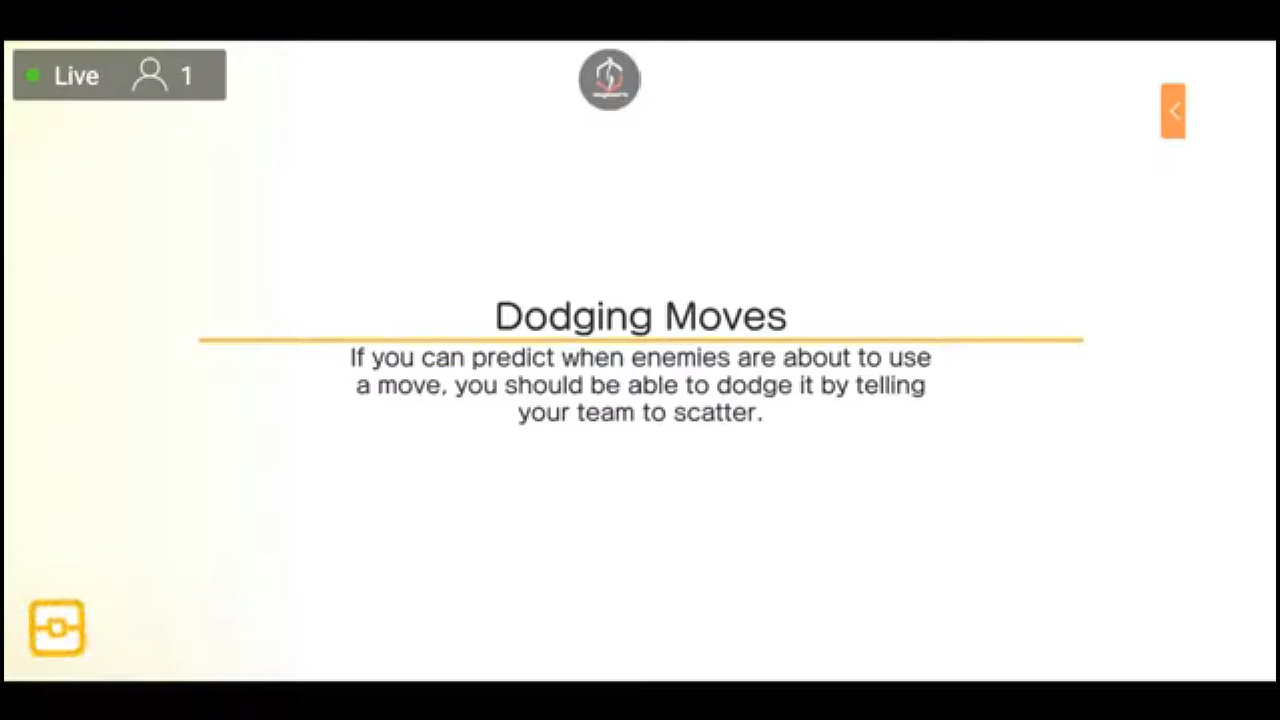 Live 1
Dodging Moves
If you can predict when enemies are about to use
a move, you should be able to dodge it by telling
your team to scatter.